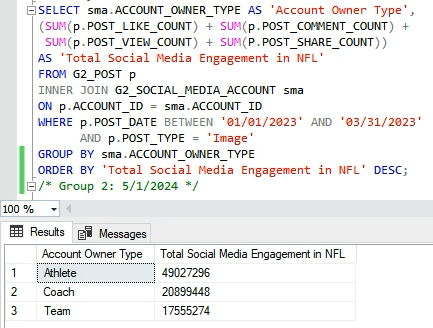 SELECT sma.ACCOUNT_OWNER_TYPE AS 'Account Owner Type',
(SUM(p.POST_LIKE_COUNT) + SUM(p.POST_COMMENT_COUNT) +
SUM(p.POST_VIEW_COUNT) + SUM(p.POST_SHARE_COUNT))
AS 'Total Social Media Engagement in NFL'
FROM G2_POST p
INNER JOIN G2_SOCIAL_MEDIA_ACCOUNT sma
ON p.ACCOUNT_ID = sma.ACCOUNT_ID
WHERE p.POST_DATE BETWEEN '01/01/2023' AND '03/31/2023'
AND p.POST_TYPE = 'Image'
GROUP BY sma.ACCOUNT_OWNER_TYPE
ORDER BY 'Total Social Media Engagement in NFL' DESC;
/* Group 2: 5/1/2024 */
100 %
Results Messages
Account Owner Type Total Social Media Engagement in NFL
1 Athlete 49027296
2 Coach 20899448
3 Team 17555274